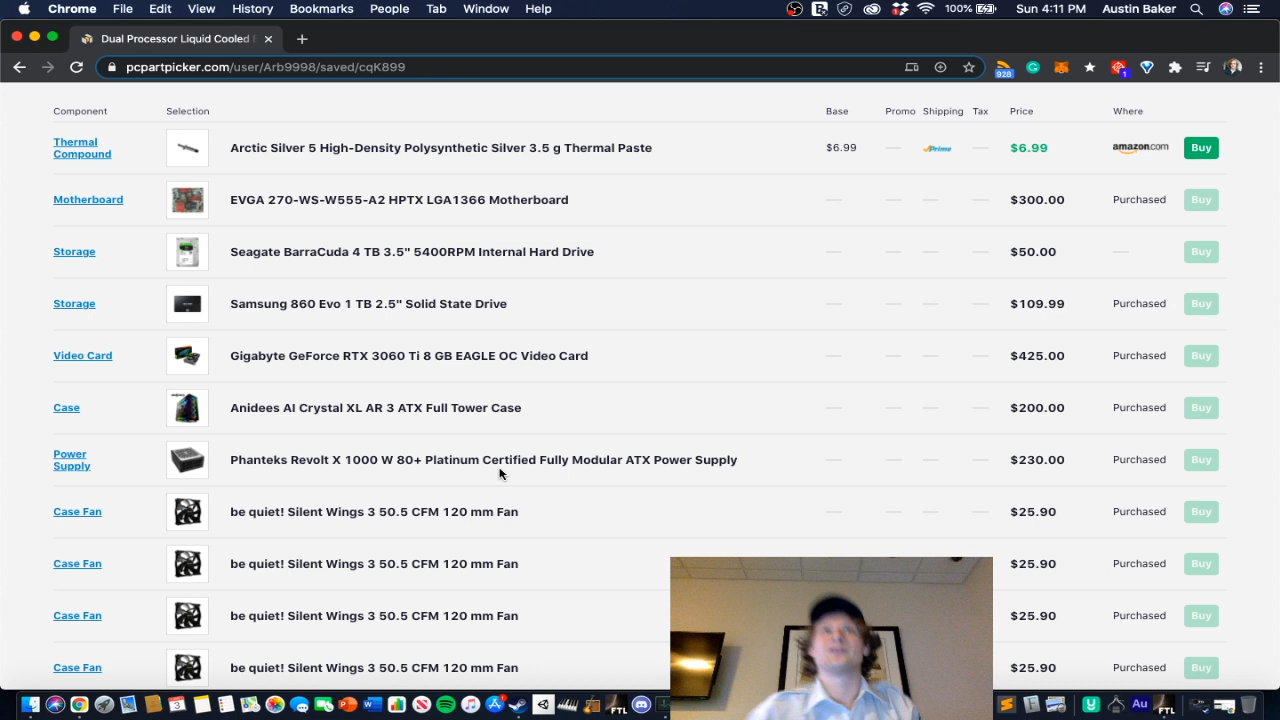 Chrome File Edit View History Bookmarks People Tab Window Help 100% Sun 4:11 PM Austin Baker
Dual Processor Liquid Cooled
pcpartpicker.com/user/Arb9998/saved/cqK899
928
1
Component Selection Base Promo Shipping Tax Price Where
Thermal Compound Arctic Silver 5 High-Density Polysynthetic Silver 3.5 g Thermal Paste $6.99 Prime $6.99 amazon.com Buy
Motherboard EVGA 270-WS-W555-A2 HPTX LGA1366 Motherboard $300.00 Purchased Buy
Storage Seagate BarraCuda 4 TB 3.5" 5400RPM Internal Hard Drive $50.00 Buy
Storage Samsung 860 Evo 1 TB 2.5" Solid State Drive $109.99 Purchased Buy
Video Card Gigabyte GeForce RTX 3060 Ti 8 GB EAGLE OC Video Card $425.00 Purchased Buy
Case Anidees AI Crystal XL AR 3 ATX Full Tower Case $200.00 Purchased Buy
Power Supply Phanteks Revolt X 1000 W 80+ Platinum Certified Fully Modular ATX Power Supply $230.00 Purchased Buy
Case Fan be quiet! Silent Wings 3 50.5 CFM 120 mm Fan $25.90 Purchased Buy
Case Fan be quiet! Silent Wings 3 50.5 CFM 120 mm Fan $25.90 Purchased Buy
Case Fan be quiet! Silent Wings 3 50.5 CFM 120 mm Fan $25.90 Purchased Buy
Case Fan be quiet! Silent Wings 3 50.5 CFM 120 mm Fan $25.90 Purchased Buy
3 FTL Au FTL